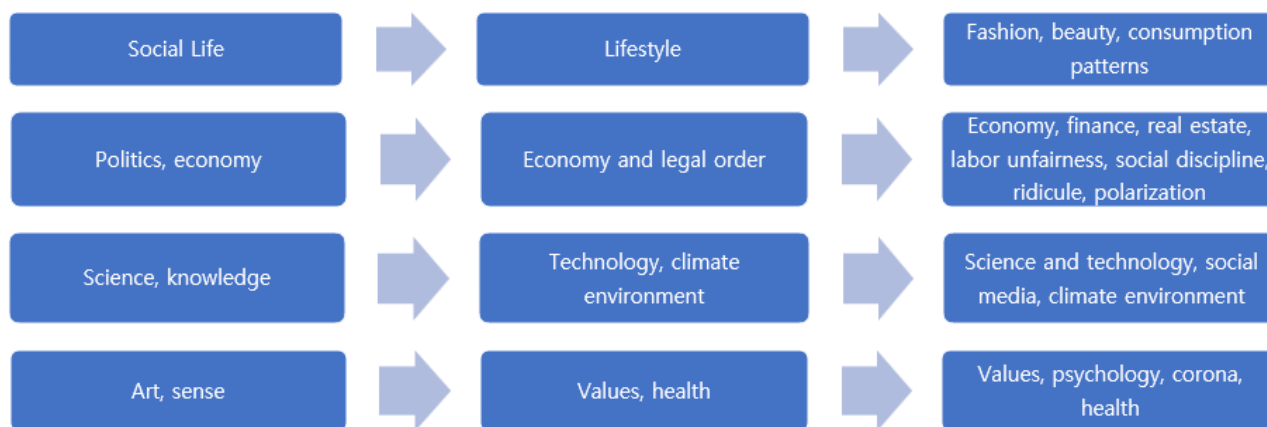 Social Life
Lifestyle
Fashion, beauty, consumption
patterns
Politics, economy
Economy and legal order
Economy, finance, real estate,
labor unfairness, social discipline,
ridicule, polarization
Science, knowledge
Technology, climate
environment
Science and technology, social
media, climate environment
Art, sense
Values, health
Values, psychology, corona,
health